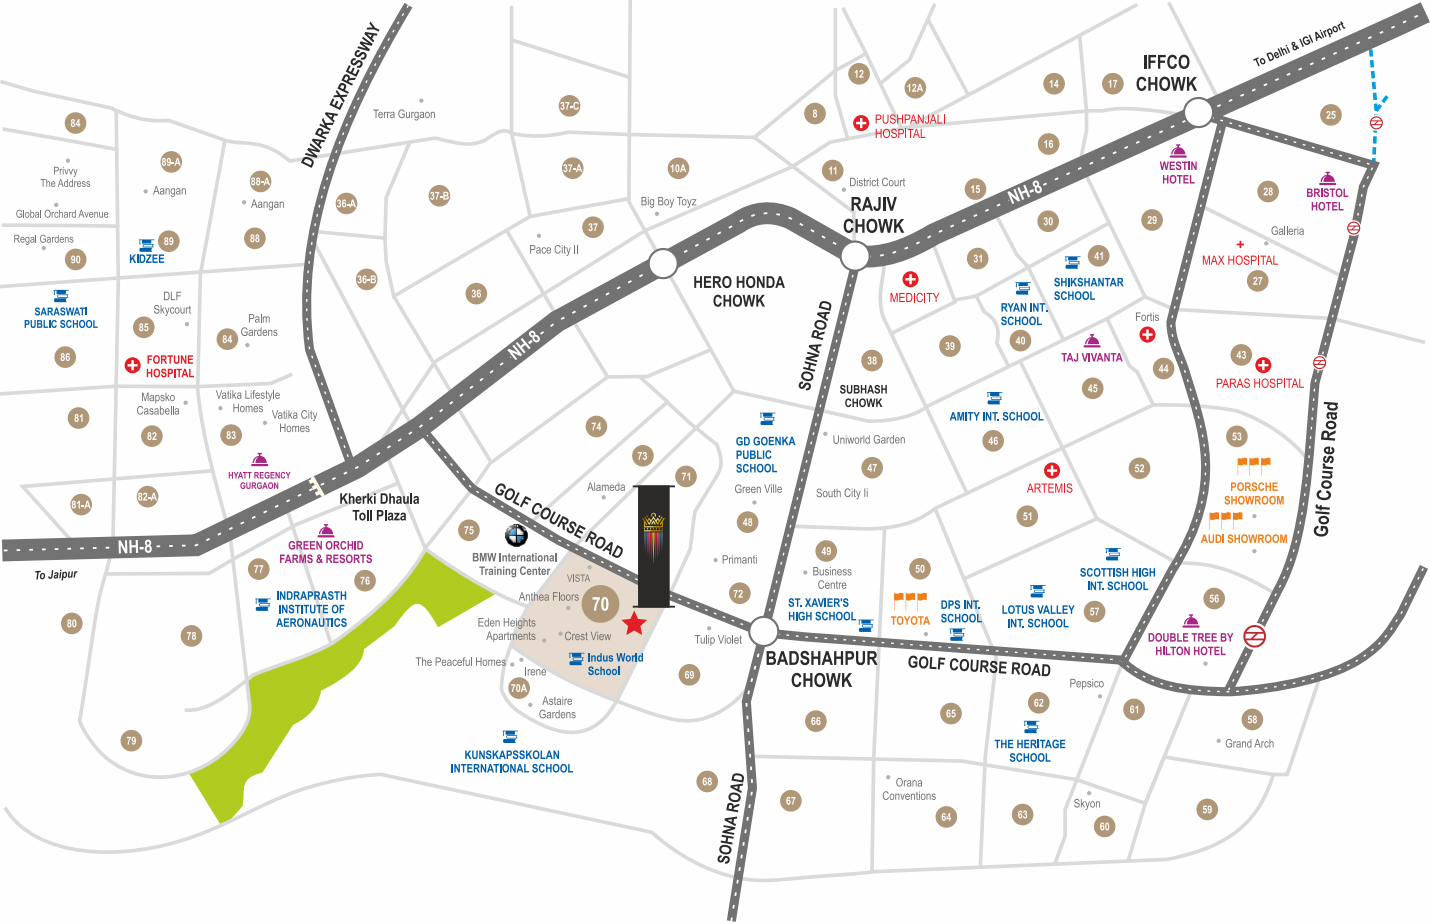 To Delhi & IGI Airport
IFFCO
CHOWK
DWARKA EXPRESSWAY
12
12A
14
17
37-C
Terra Gurgaon
8
25
84
PUSHPANJALI
HOSPITAL
16
89-A
Privvy
The Address
37-A
10A
11
District Court
WESTIN
HOTEL
88-A
Aangan
Aangan
36-A
37-B
15
NH-8
28
BRISTOL
HOTEL
Global Orchard Avenue
Big Boy Toyz
RAJIV
CHOWK
30
29
Regal Gardens
89
88
37
Pace City II
Galleria
KIDZEE
90
31
41
MAX HOSPITAL
36-B
36
HERO HONDA
CHOWK
MEDICITY
SHIKSHANTAR
SCHOOL
27
SARASWATI
PUBLIC SCHOOL
DLF
Skycourt
RYAN INT.
SCHOOL
85
Palm
Gardens
84
Fortis
NH-8
SOHNA ROAD
86
FORTUNE
HOSPITAL
38
39
40
TAJ VIVANTA
44
43
PARAS HOSPITAL
SUBHASH
CHOWK
45
Mapsko
Casabella
Vatika Lifestyle
Homes
Vatika City
Homes
81
82
83
74
GD GOENKA
PUBLIC
SCHOOL
Uniworld Garden
AMITY INT. SCHOOL
46
53
Golf Course Road
73
71
47
52
HYATT REGENCY
GURGAON
ARTEMIS
PORSCHE
SHOWROOM
81-A
82-A
Kherki Dhaula
Toll Plaza
GOLF COURSE ROAD
Alameda
Green Ville
South City Ii
48
51
AUDI SHOWROOM
75
NH-8
GREEN ORCHID
FARMS & RESORTS
BMW International
Training Center
49
Primanti
Business
Centre
50
SCOTTISH HIGH
INT. SCHOOL
To Jaipur
77
76
VISTA
72
INDRAPRASTH
INSTITUTE OF
AERONAUTICS
Anthea Floors
70
ST. XAVIER'S
HIGH SCHOOL
TOYOTA
DPS INT.
SCHOOL
LOTUS VALLEY
INT. SCHOOL
57
56
80
78
Eden Heights
Apartments
Crest View
Tulip Violet
DOUBLE TREE BY
HILTON HOTEL
The Peaceful Homes
Indus World
School
BADSHAHPUR
CHOWK
GOLF COURSE ROAD
Irene
70A
69
Pepsico
Astaire
Gardens
62
61
66
65
58
79
KUNSKAPSSKOLAN
INTERNATIONAL SCHOOL
THE HERITAGE
SCHOOL
Grand Arch
68
SOHNA ROAD
67
Orana
Conventions
64
63
Skyon
60
59